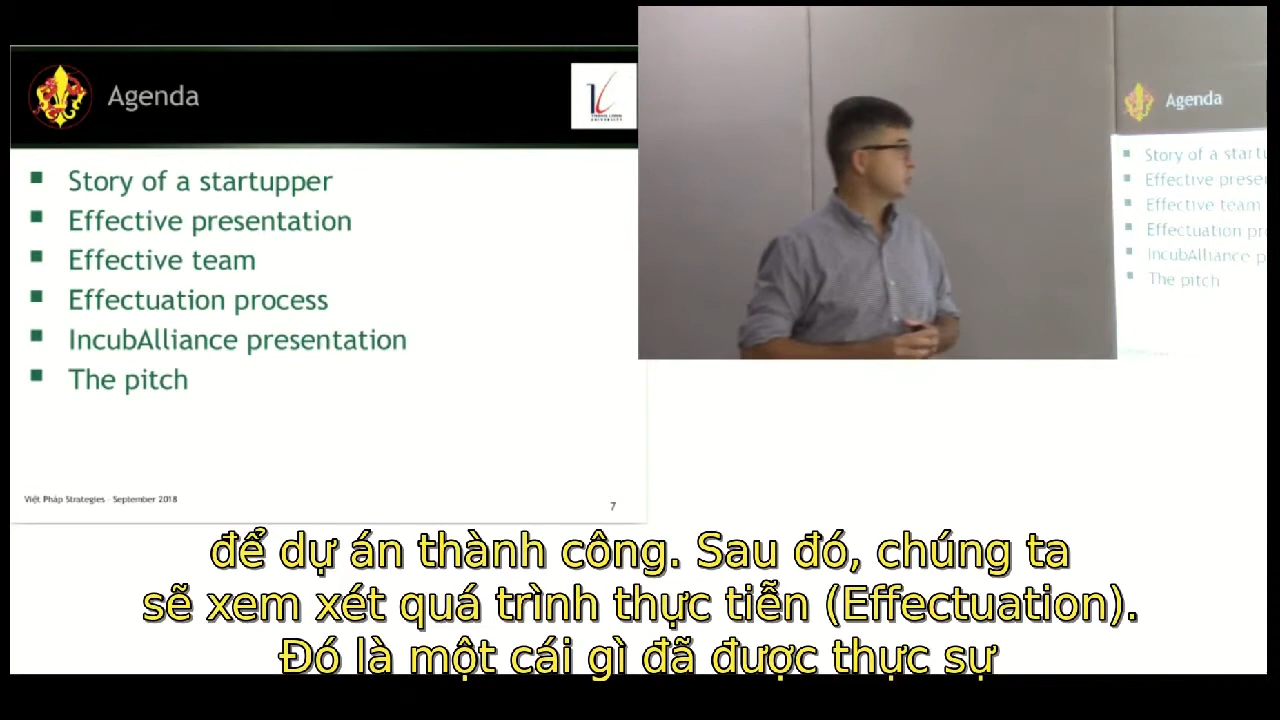 Agenda
THANG LONG
UNIVERSITY
Story of a startupper
Effective presentation
Effective team
Effectuation process
IncubAlliance presentation
The pitch
Việt Pháp Strategies - September 2018
7
Agenda
Story of a startu
Effective prese
Effective team
Effectuation pr
IncubAlliance p
The pitch
để dự án thành công. Sau đó, chúng ta
sẽ xem xét quá trình thực tiễn (Effectuation).
Đó là một cái gì đã được thực sự